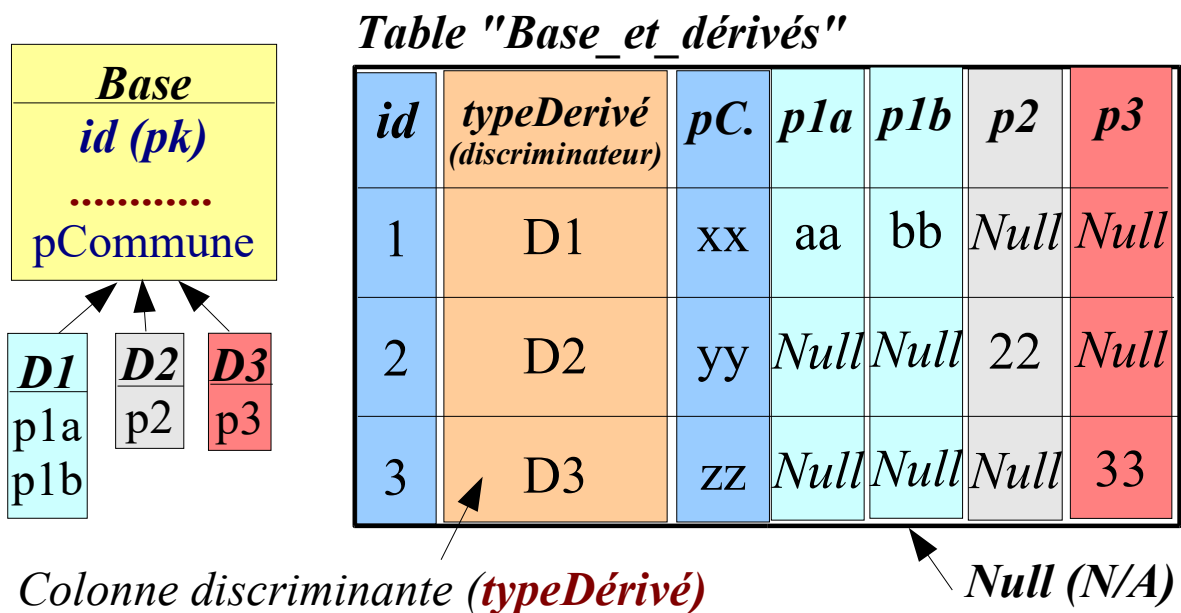 Table "Base_et_dérivés"
Base
id (pk)
............
pCommune
D1
p1a
p1b
D2
p2
D3
p3
id typeDerivé (discriminateur) pC. p1a p1b p2 p3
1 D1 xx aa bb Null Null
2 D2 yy Null Null 22 Null
3 D3 zz Null Null Null 33
Colonne discriminante (typeDérivé)
Null (N/A)